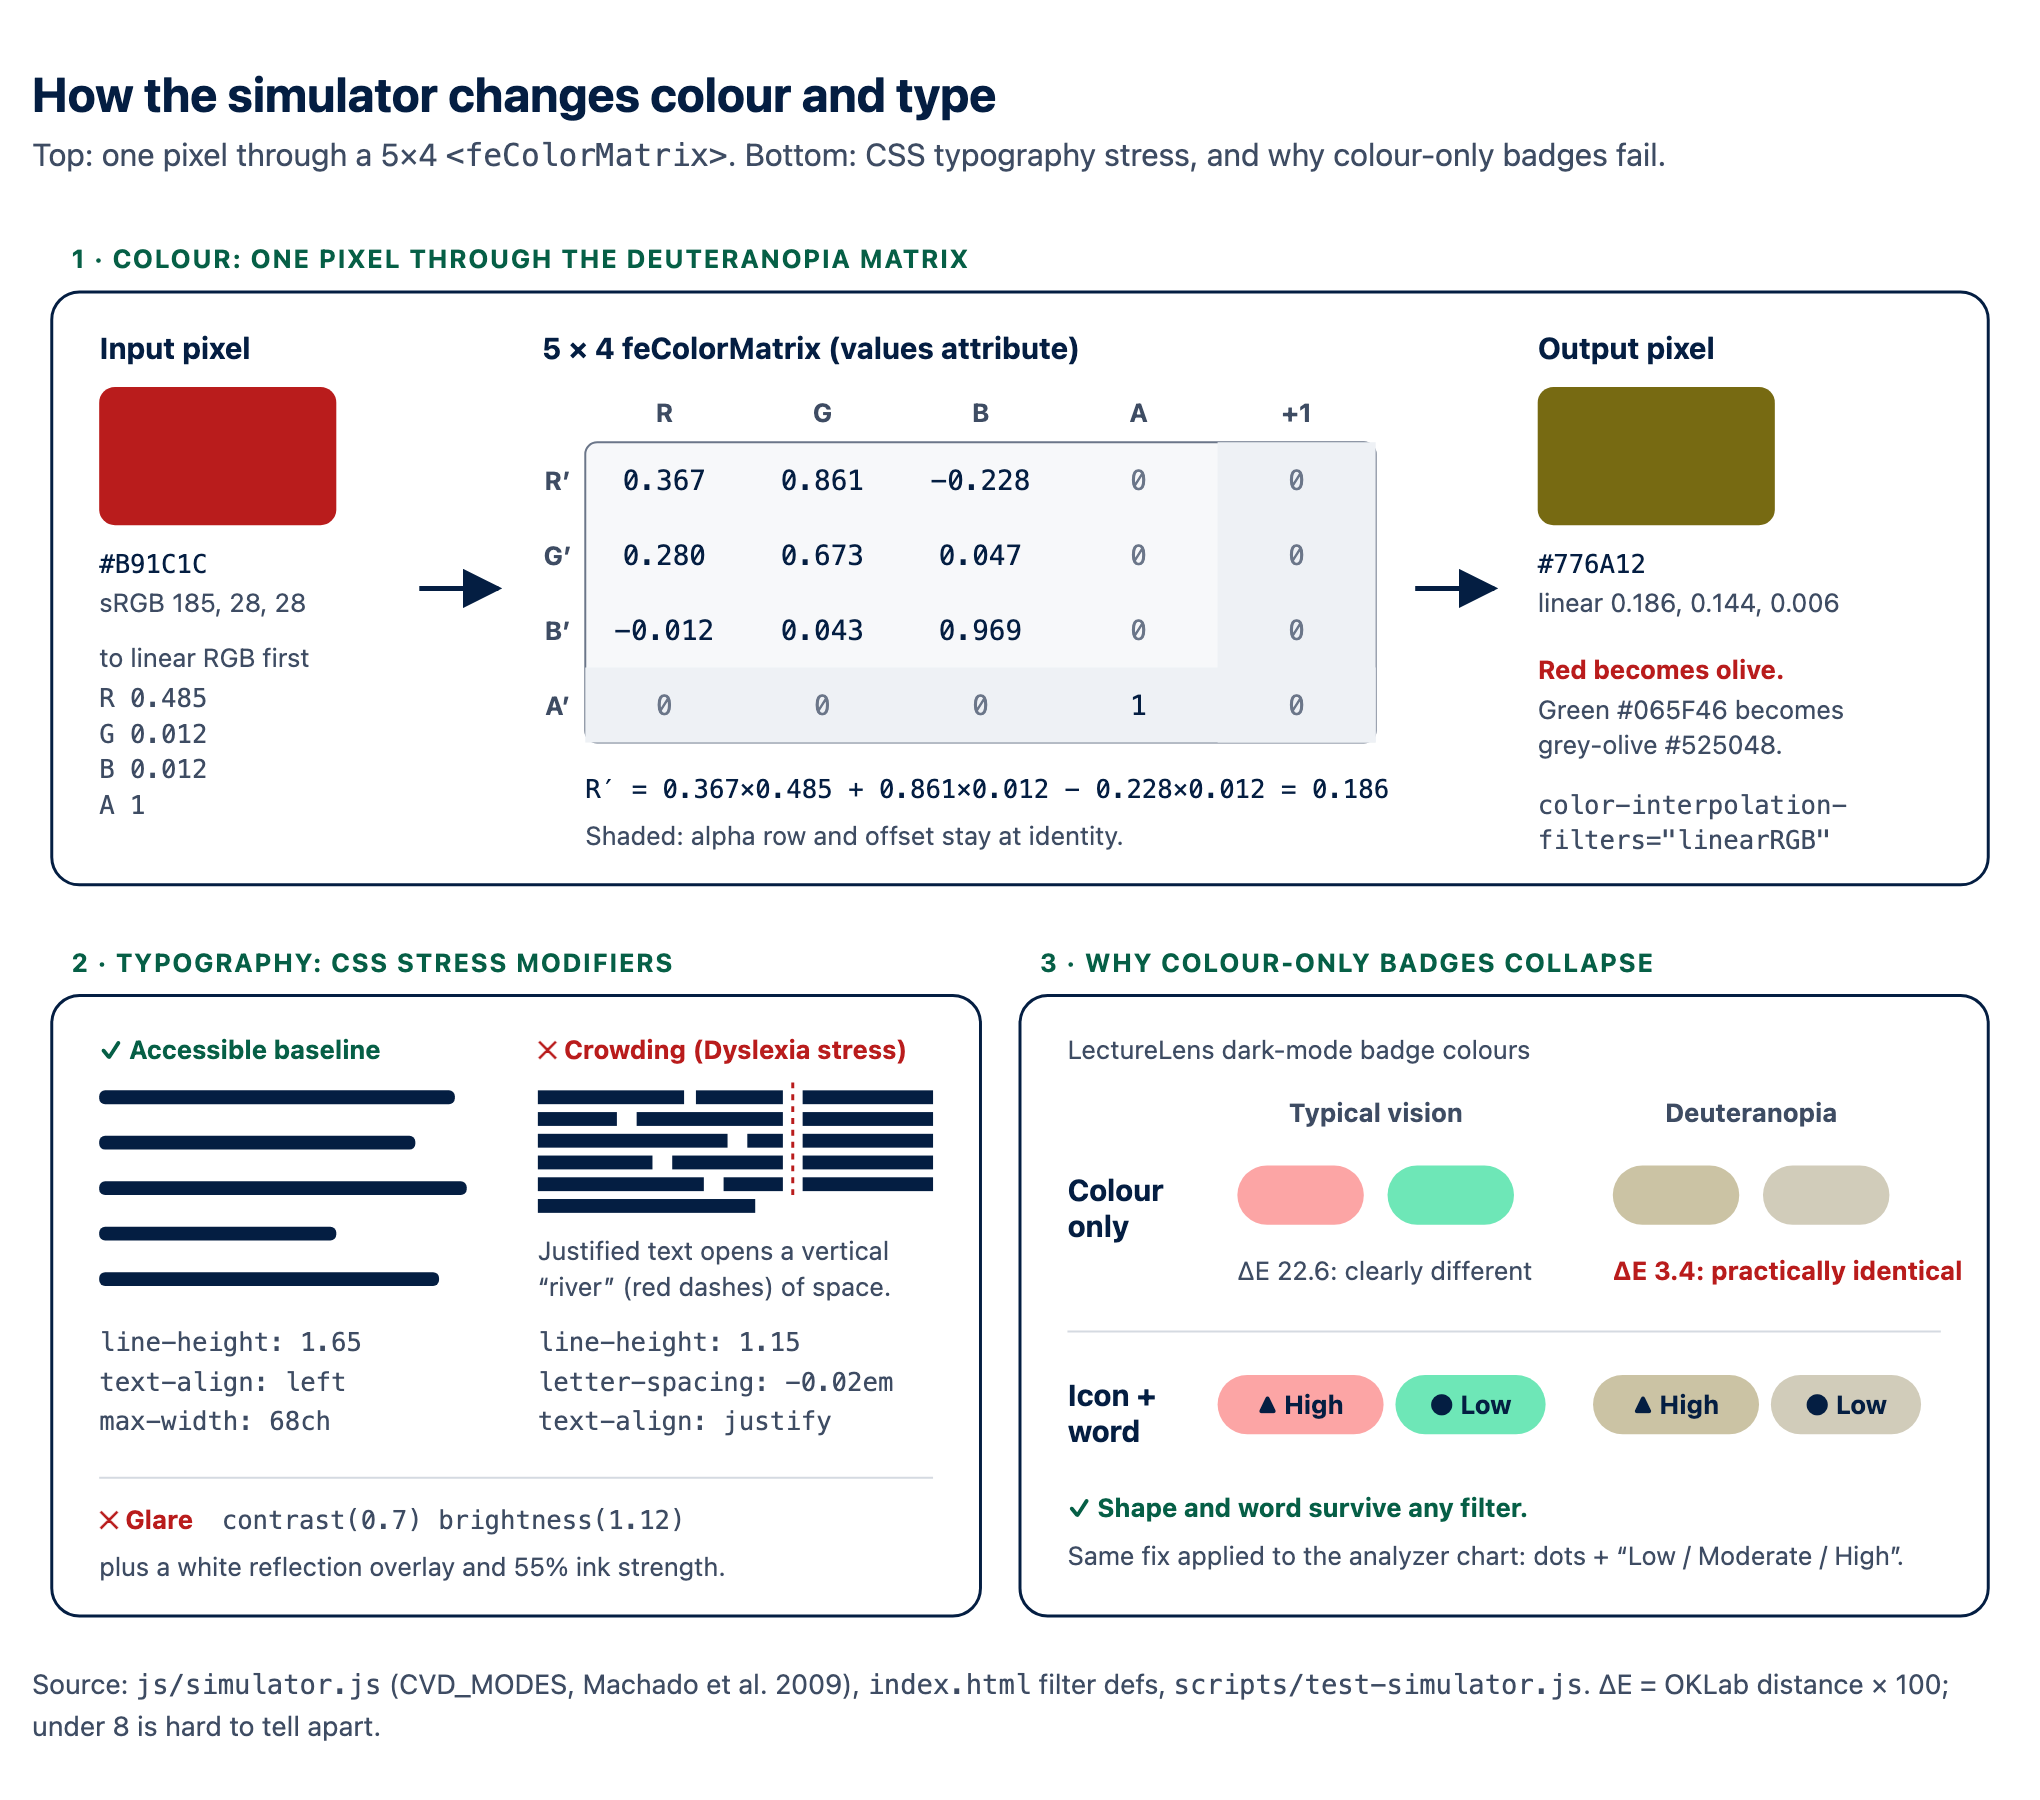 How the simulator changes colour and type
Top: one pixel through a 5×4 <feColorMatrix>. Bottom: CSS typography stress, and why colour-only badges fail.
1 · COLOUR: ONE PIXEL THROUGH THE DEUTERANOPIA MATRIX
Input pixel
#B91C1C
sRGB 185, 28, 28
to linear RGB first
R 0.485
G 0.012
B 0.012
A 1
5 × 4 feColorMatrix (values attribute)
R G B A +1
R′ 0.367 0.861 −0.228 0 0
G′ 0.280 0.673 0.047 0 0
B′ −0.012 0.043 0.969 0 0
A′ 0 0 0 1 0
R′ = 0.367×0.485 + 0.861×0.012 − 0.228×0.012 = 0.186
Shaded: alpha row and offset stay at identity.
Output pixel
#776A12
linear 0.186, 0.144, 0.006
Red becomes olive.
Green #065F46 becomes
grey-olive #525048.
color-interpolation-
filters="linearRGB"
2 · TYPOGRAPHY: CSS STRESS MODIFIERS
✓ Accessible baseline
line-height: 1.65
text-align: left
max-width: 68ch
✕ Crowding (Dyslexia stress)
Justified text opens a vertical
“river” (red dashes) of space.
line-height: 1.15
letter-spacing: -0.02em
text-align: justify
✕ Glare contrast(0.7) brightness(1.12)
plus a white reflection overlay and 55% ink strength.
3 · WHY COLOUR-ONLY BADGES COLLAPSE
LectureLens dark-mode badge colours
Typical vision Deuteranopia
Colour
only
ΔE 22.6: clearly different ΔE 3.4: practically identical
Icon +
word
▲ High ● Low ▲ High ● Low
✓ Shape and word survive any filter.
Same fix applied to the analyzer chart: dots + “Low / Moderate / High”.
Source: js/simulator.js (CVD_MODES, Machado et al. 2009), index.html filter defs, scripts/test-simulator.js. ΔE = OKLab distance × 100;
under 8 is hard to tell apart.